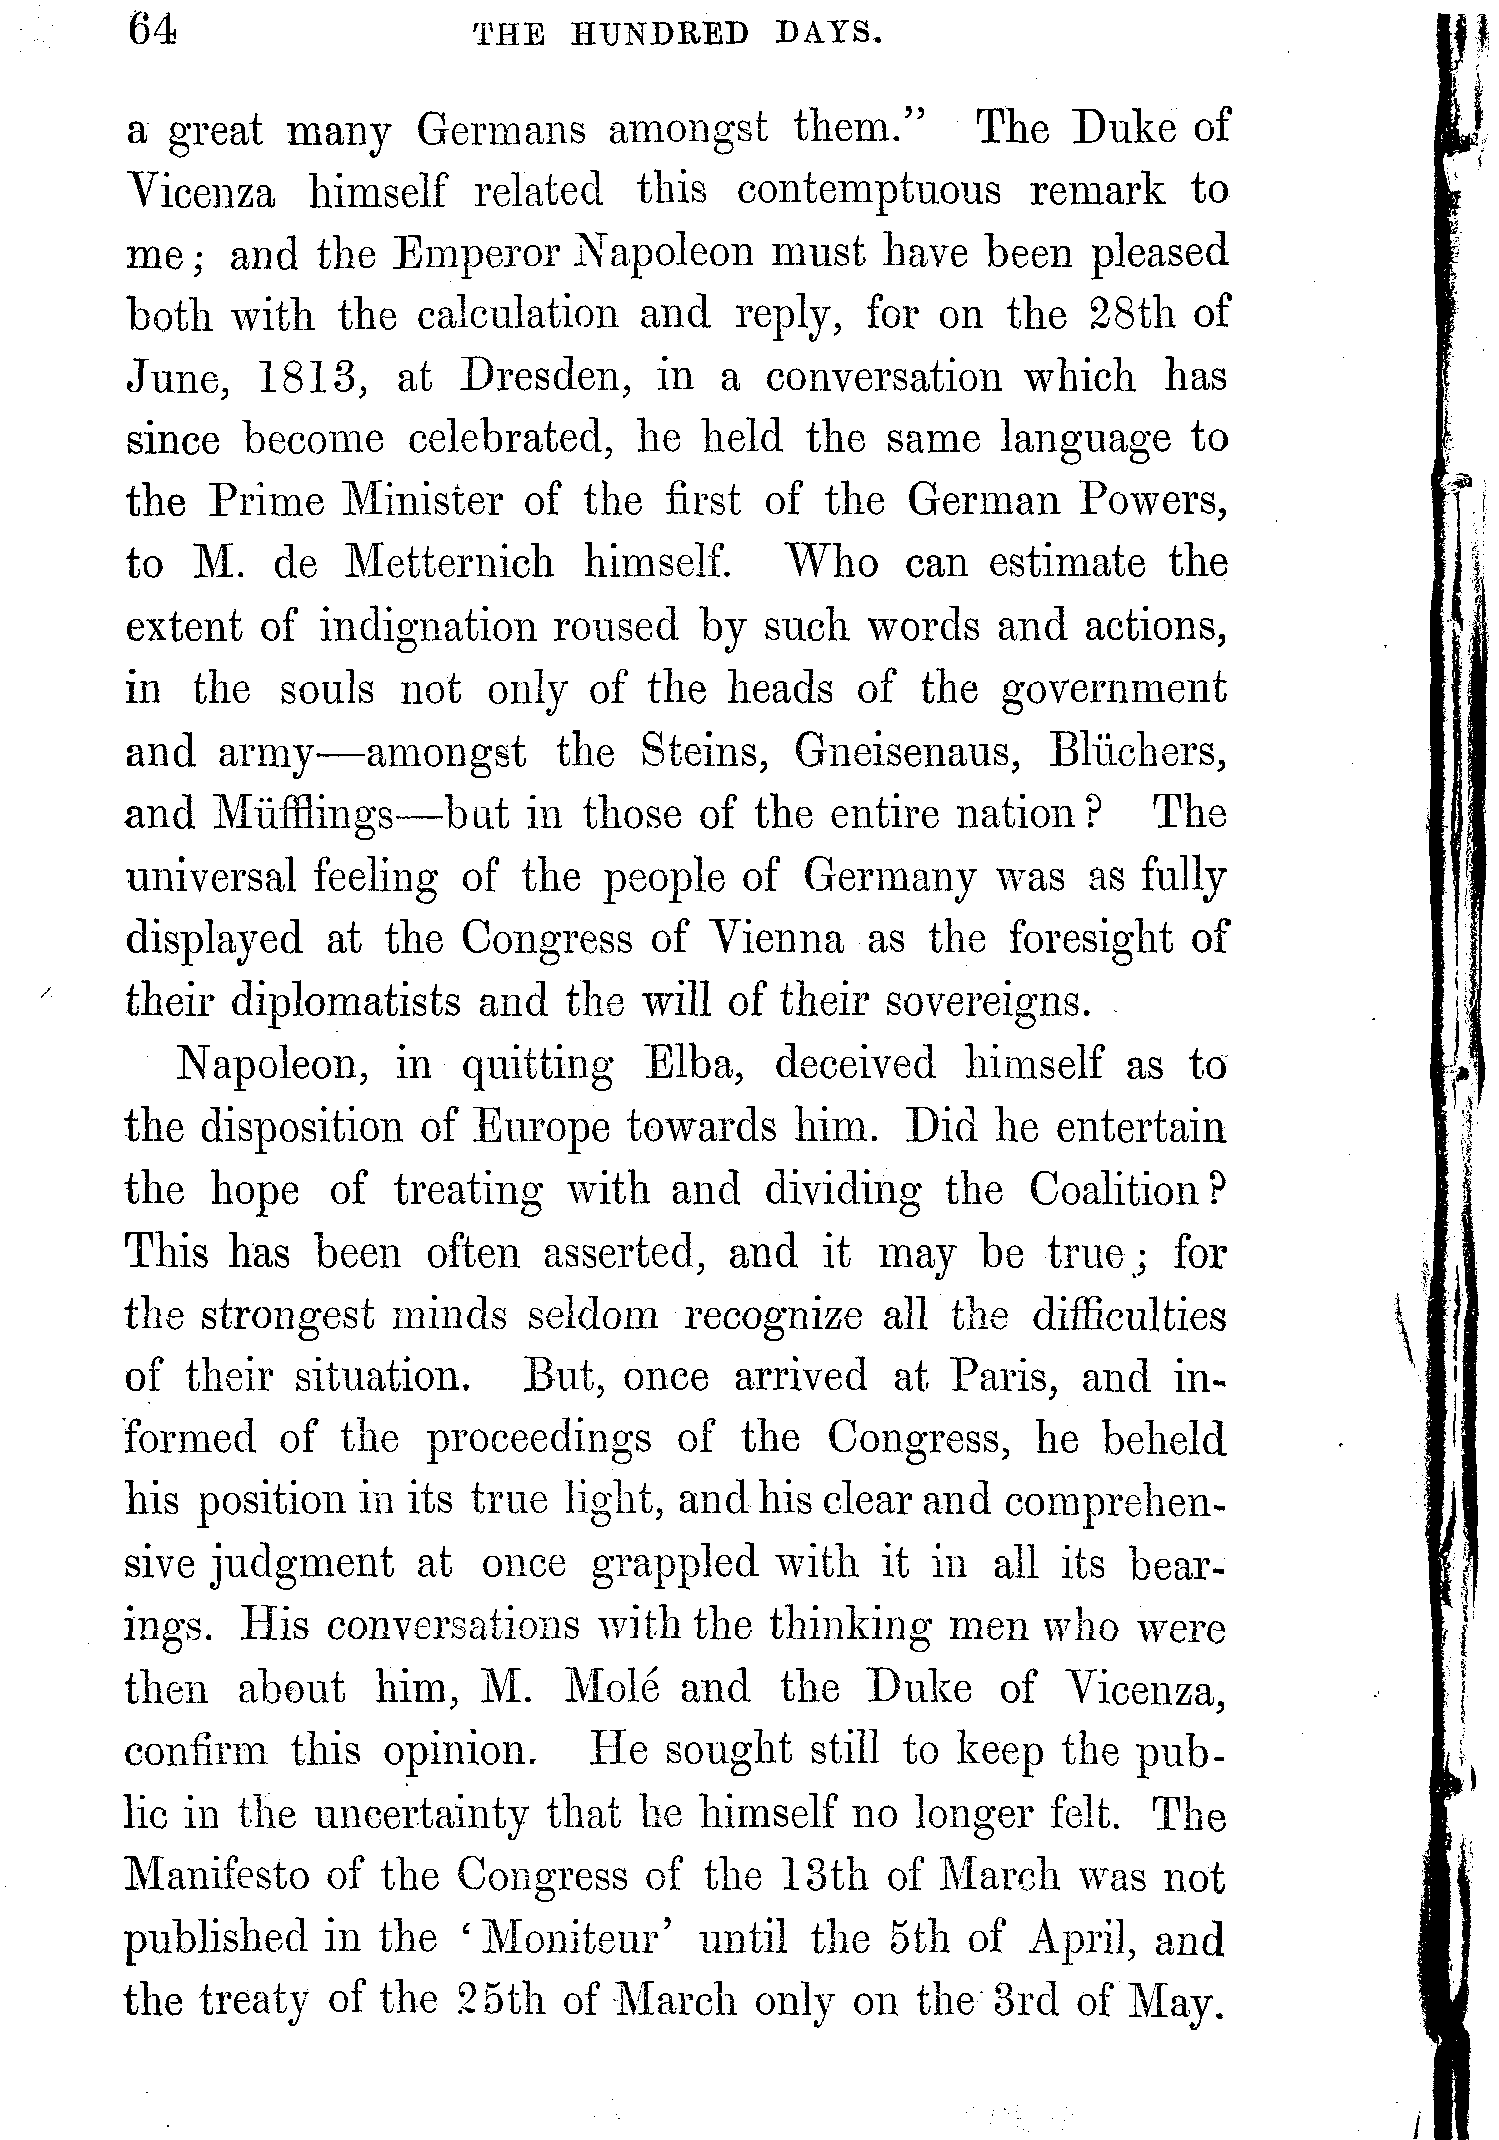 64 THE HUNDRED DAYS.
a great many Germans amongst them.” The Duke of
Vicenza himself related this contemptuous remark to
me; and the Emperor Napoleon must have been pleased
both with the calculation and reply, for on the 28th of
June, 1813, at Dresden, in a conversation which has
since become celebrated, he held the same language to
the Prime Minister of the first of the German Powers,
to M. de Metternich himself. Who can estimate the
extent of indignation roused by such words and actions,
in the souls not only of the heads of the government
and army—amongst the Steins, Gneisenaus, Blüchers,
and Müfflings—but in those of the entire nation? The
universal feeling of the people of Germany was as fully
displayed at the Congress of Vienna as the foresight of
their diplomatists and the will of their sovereigns.
Napoleon, in quitting Elba, deceived himself as to
the disposition of Europe towards him. Did he entertain
the hope of treating with and dividing the Coalition?
This has been often asserted, and it may be true; for
the strongest minds seldom recognize all the difficulties
of their situation. But, once arrived at Paris, and in-
formed of the proceedings of the Congress, he beheld
his position in its true light, and his clear and comprehen-
sive judgment at once grappled with it in all its bear-
ings. His conversations with the thinking men who were
then about him, M. Molé and the Duke of Vicenza,
confirm this opinion. He sought still to keep the pub-
lic in the uncertainty that he himself no longer felt. The
Manifesto of the Congress of the 13th of March was not
published in the ‘Moniteur’ until the 5th of April, and
the treaty of the 25th of March only on the 3rd of May.